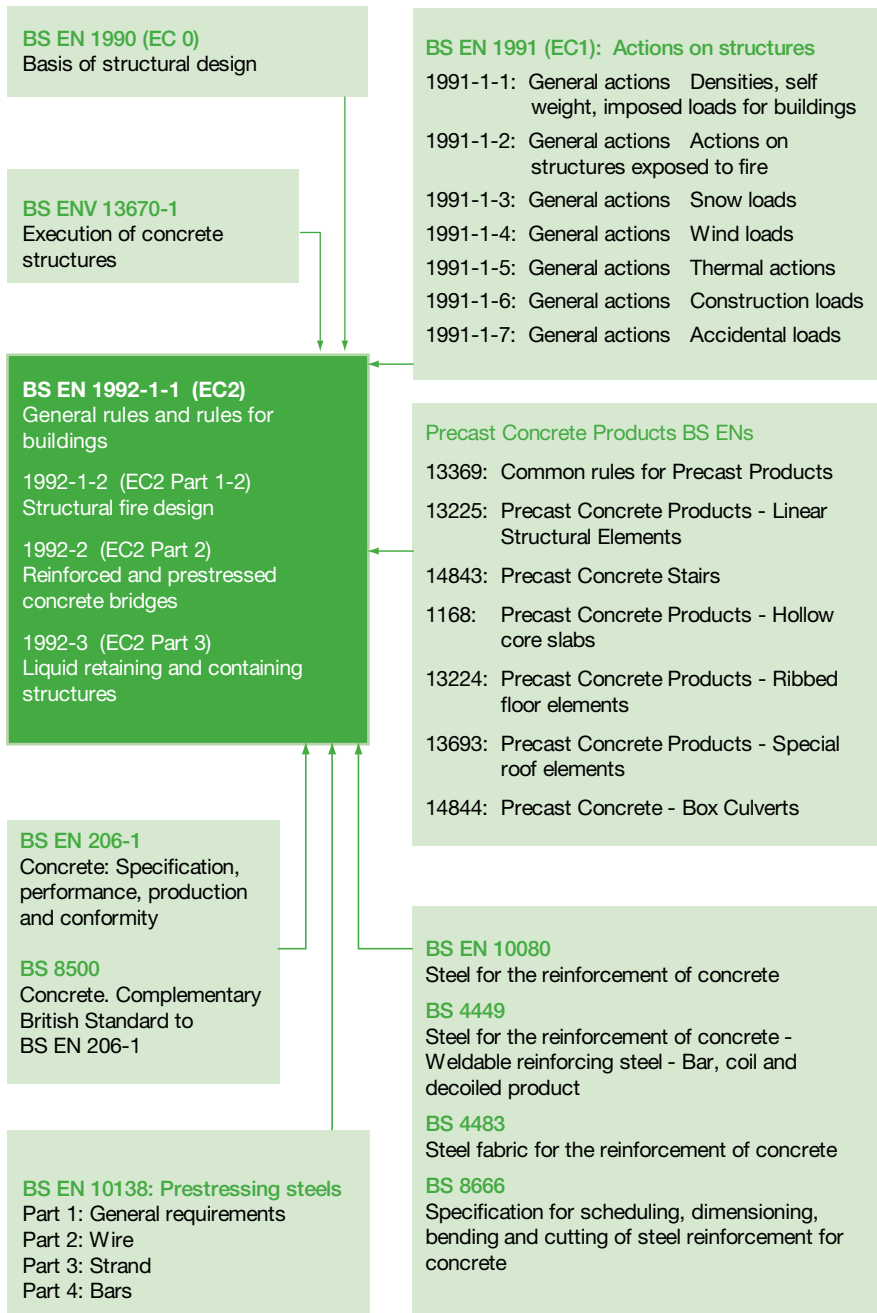 BS EN 1990 (EC 0)
Basis of structural design
BS ENV 13670-1
Execution of concrete
structures
BS EN 1991 (EC1): Actions on structures
1991-1-1: General actions Densities, self
weight, imposed loads for buildings
1991-1-2: General actions Actions on
structures exposed to fire
1991-1-3: General actions Snow loads
1991-1-4: General actions Wind loads
1991-1-5: General actions Thermal actions
1991-1-6: General actions Construction loads
1991-1-7: General actions Accidental loads
BS EN 1992-1-1 (EC2)
General rules and rules for
buildings
1992-1-2 (EC2 Part 1-2)
Structural fire design
1992-2 (EC2 Part 2)
Reinforced and prestressed
concrete bridges
1992-3 (EC2 Part 3)
Liquid retaining and containing
structures
Precast Concrete Products BS ENs
13369: Common rules for Precast Products
13225: Precast Concrete Products - Linear
Structural Elements
14843: Precast Concrete Stairs
1168: Precast Concrete Products - Hollow
core slabs
13224: Precast Concrete Products - Ribbed
floor elements
13693: Precast Concrete Products - Special
roof elements
14844: Precast Concrete - Box Culverts
BS EN 206-1
Concrete: Specification,
performance, production
and conformity
BS 8500
Concrete. Complementary
British Standard to
BS EN 206-1
BS EN 10138: Prestressing steels
Part 1: General requirements
Part 2: Wire
Part 3: Strand
Part 4: Bars
BS EN 10080
Steel for the reinforcement of concrete
BS 4449
Steel for the reinforcement of concrete -
Weldable reinforcing steel - Bar, coil and
decoiled product
BS 4483
Steel fabric for the reinforcement of concrete
BS 8666
Specification for scheduling, dimensioning,
bending and cutting of steel reinforcement for
concrete